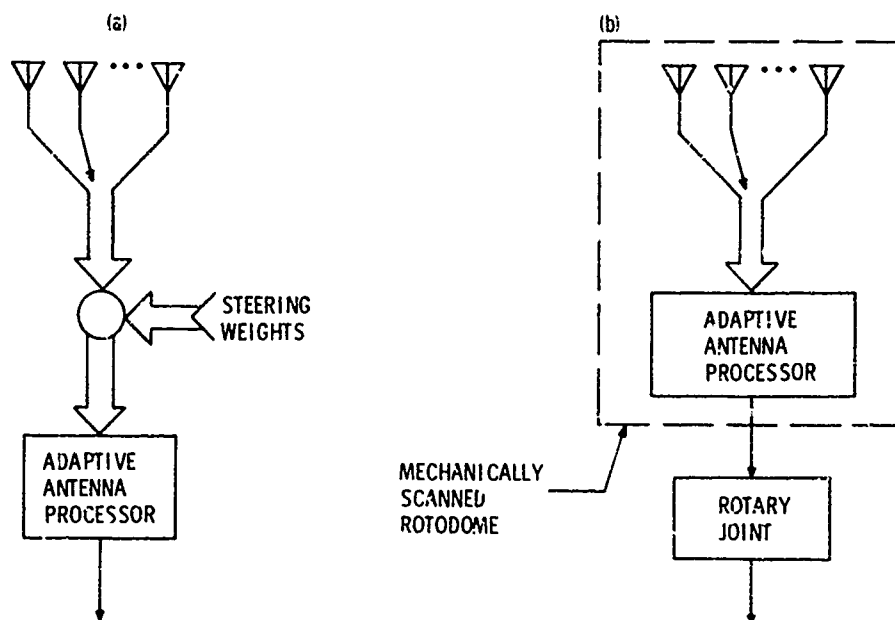 (a)
STEERING
WEIGHTS
ADAPTIVE
ANTENNA
PROCESSOR
(b)
ADAPTIVE
ANTENNA
PROCESSOR
MECHANICALLY
SCANNED
ROTODOME
ROTARY
JOINT